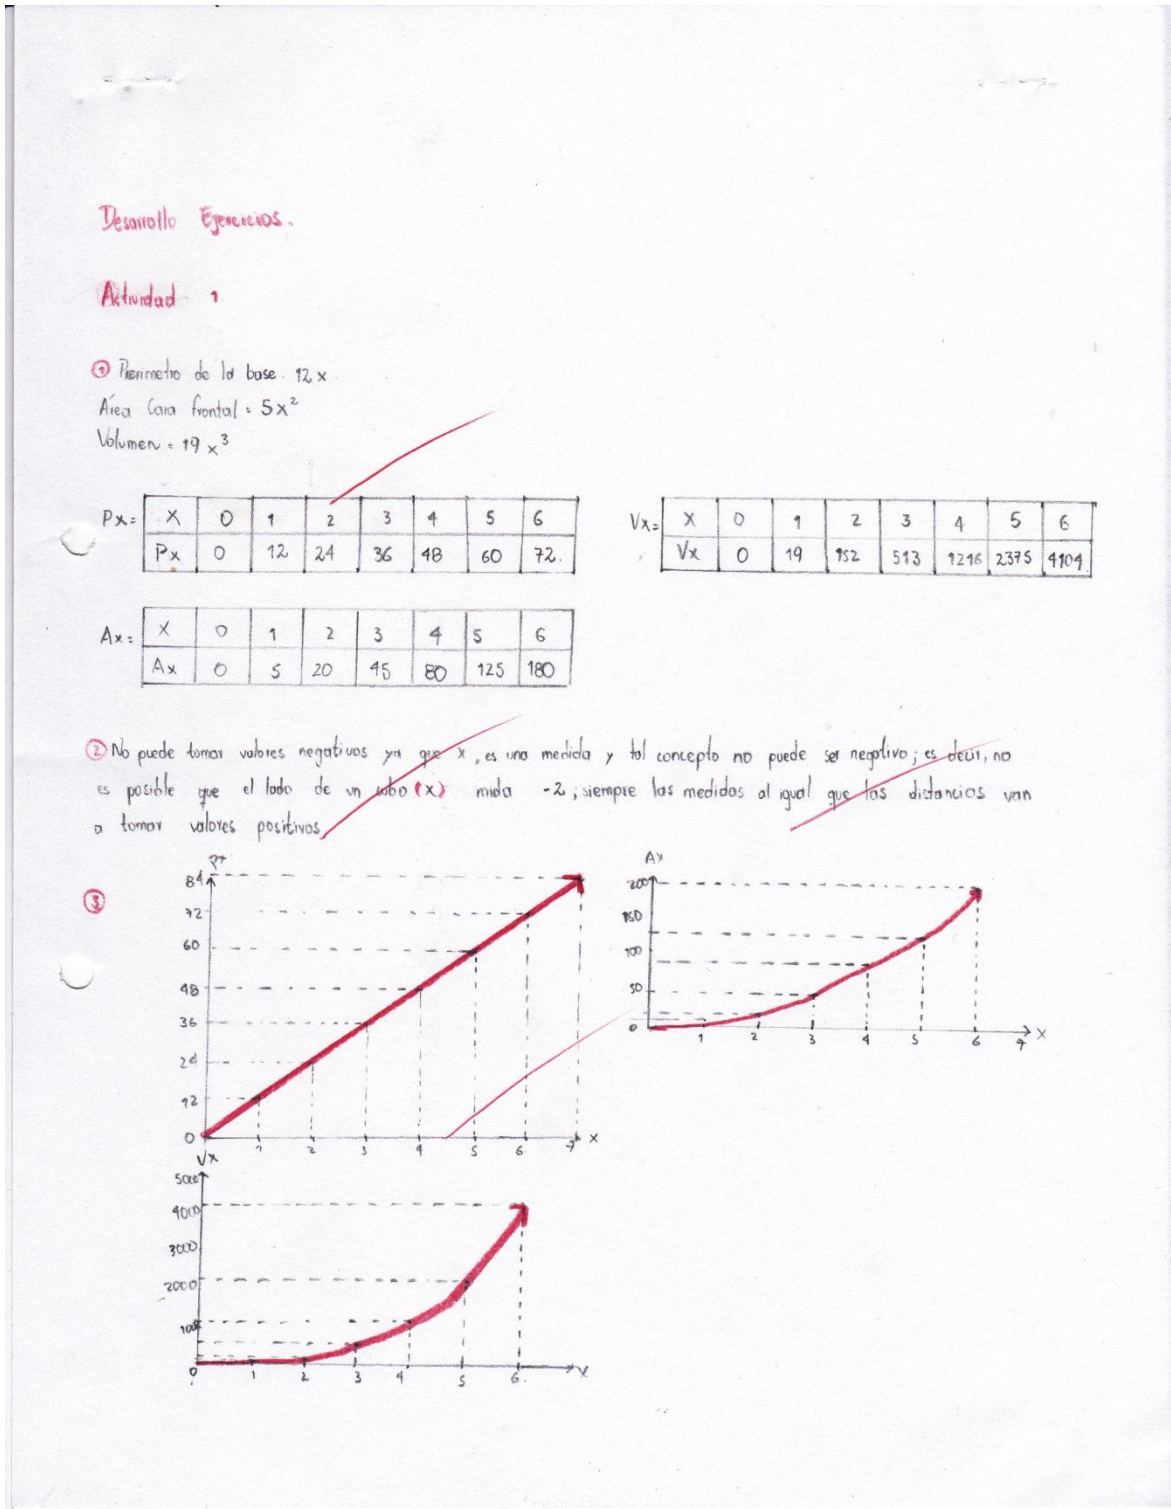 Desarrollo Ejercicios.
Actividad 1
① Perimetro de la base. 12x
Área Cara frontal = 5x²
Volumen = 19x³
Px= X 0 1 2 3 4 5 6
Px 0 12 24 36 48 60 72.
Vx= X 0 1 2 3 4 5 6
Vx 0 19 152 513 1216 2375 4104
Ax= X 0 1 2 3 4 5 6
Ax 0 5 20 45 80 125 180
② No puede tomar valores negativos ya que x, es una medida y tal concepto no puede ser negativo; es decir, no
es posible que el lado de un cubo (x) mida -2; siempre las medidas al igual que las distancias van
a tomar valores positivos
③
Px
84
72
60
48
36
24
12
0
1 2 3 4 5 6 7 x
Ax
200
150
100
50
0
1 2 3 4 5 6 7 X
Vx
5000
4000
3000
2000
1000
0
1 2 3 4 5 6 X